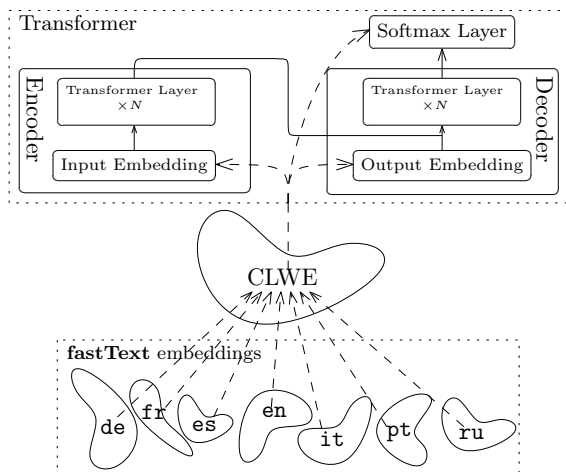 Transformer
Softmax Layer
Encoder
Transformer Layer
×N
Transformer Layer
×N
Decoder
Input Embedding
Output Embedding
CLWE
fastText embeddings
de
fr
es
en
it
pt
ru